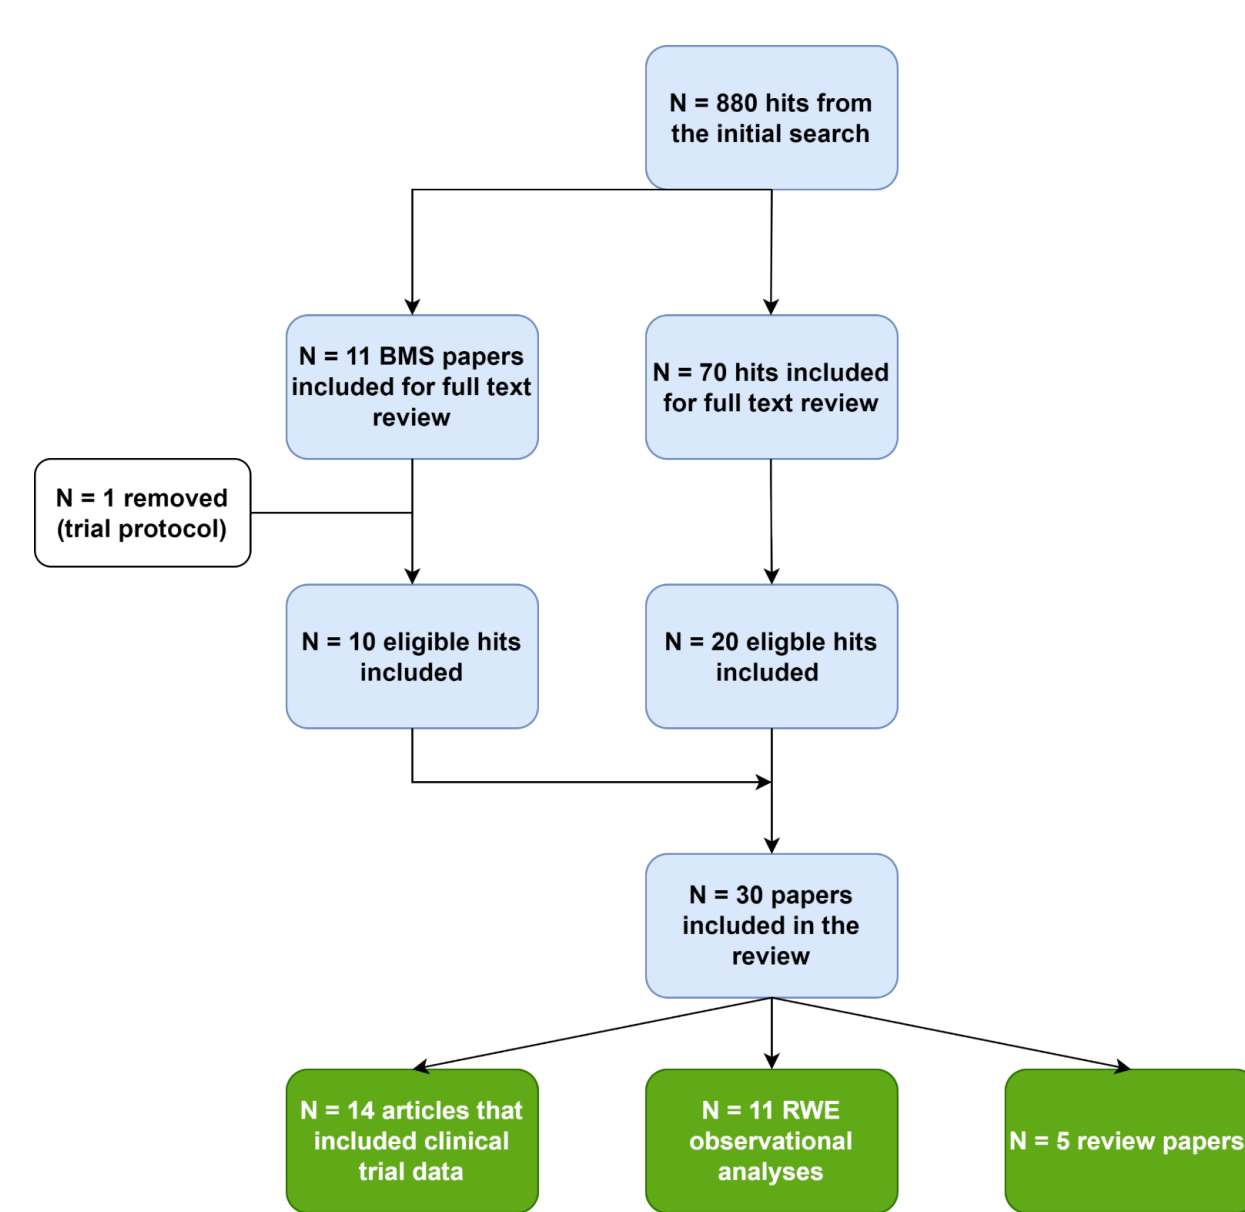 N = 880 hits from
the initial search
N = 11 BMS papers
included for full text
review
N = 70 hits included
for full text review
N = 1 removed
(trial protocol)
N = 10 eligible hits
included
N = 20 eligble hits
included
N = 30 papers
included in the
review
N = 14 articles that
included clinical
trial data
N = 11 RWE
observational
analyses
N = 5 review papers